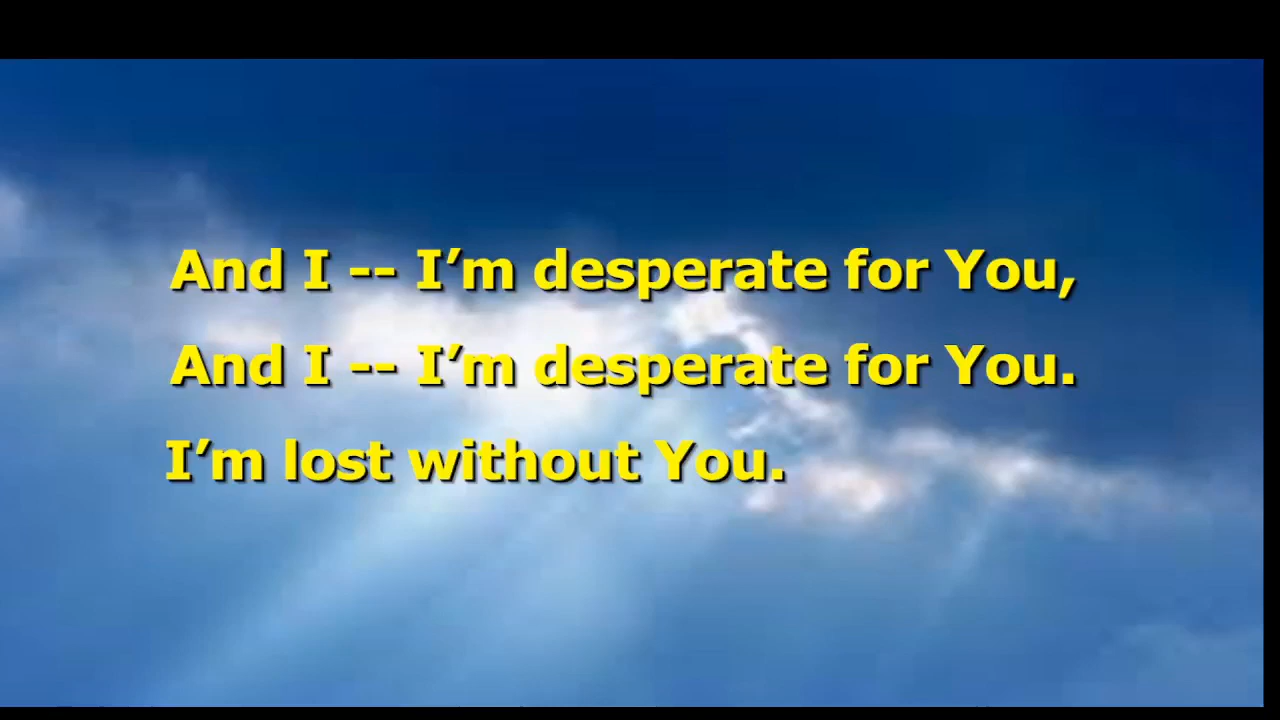 And I -- I’m desperate for You,
And I -- I’m desperate for You.
I’m lost without You.